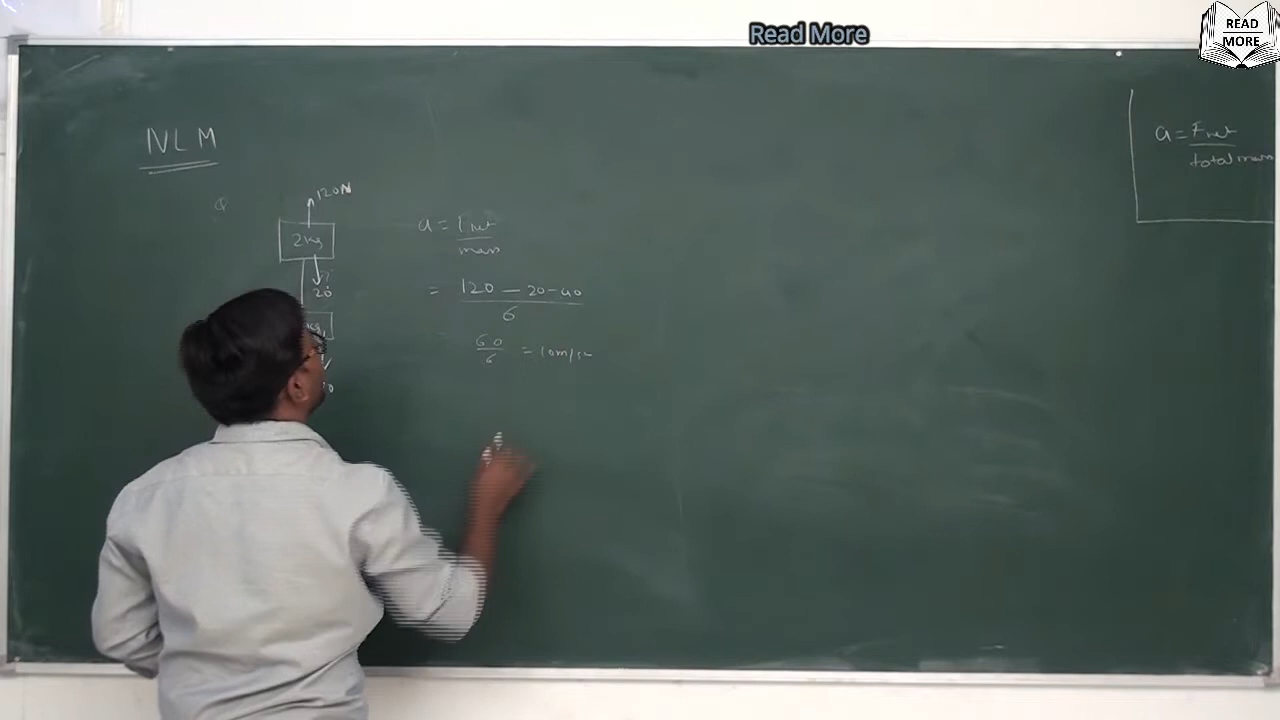 Read More
READ
MORE
NLM
a = Fnet
total mass
Q
120N
2kg
20
kg
a = Fnet
mass
= 120 - 20 - 40
6
60
6
= 10m/s